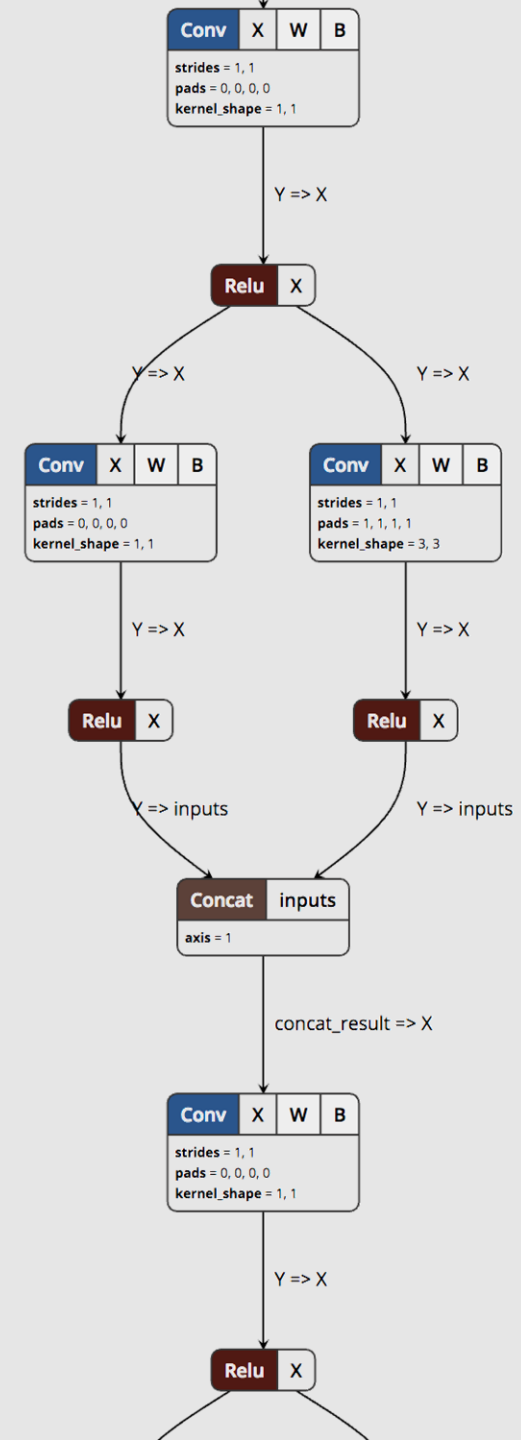 Conv X W B
strides = 1, 1
pads = 0, 0, 0, 0
kernel_shape = 1, 1
Y => X
Relu X
Y => X
Y => X
Conv X W B
strides = 1, 1
pads = 0, 0, 0, 0
kernel_shape = 1, 1
Conv X W B
strides = 1, 1
pads = 1, 1, 1, 1
kernel_shape = 3, 3
Y => X
Y => X
Relu X
Relu X
Y => inputs
Y => inputs
Concat inputs
axis = 1
concat_result => X
Conv X W B
strides = 1, 1
pads = 0, 0, 0, 0
kernel_shape = 1, 1
Y => X
Relu X